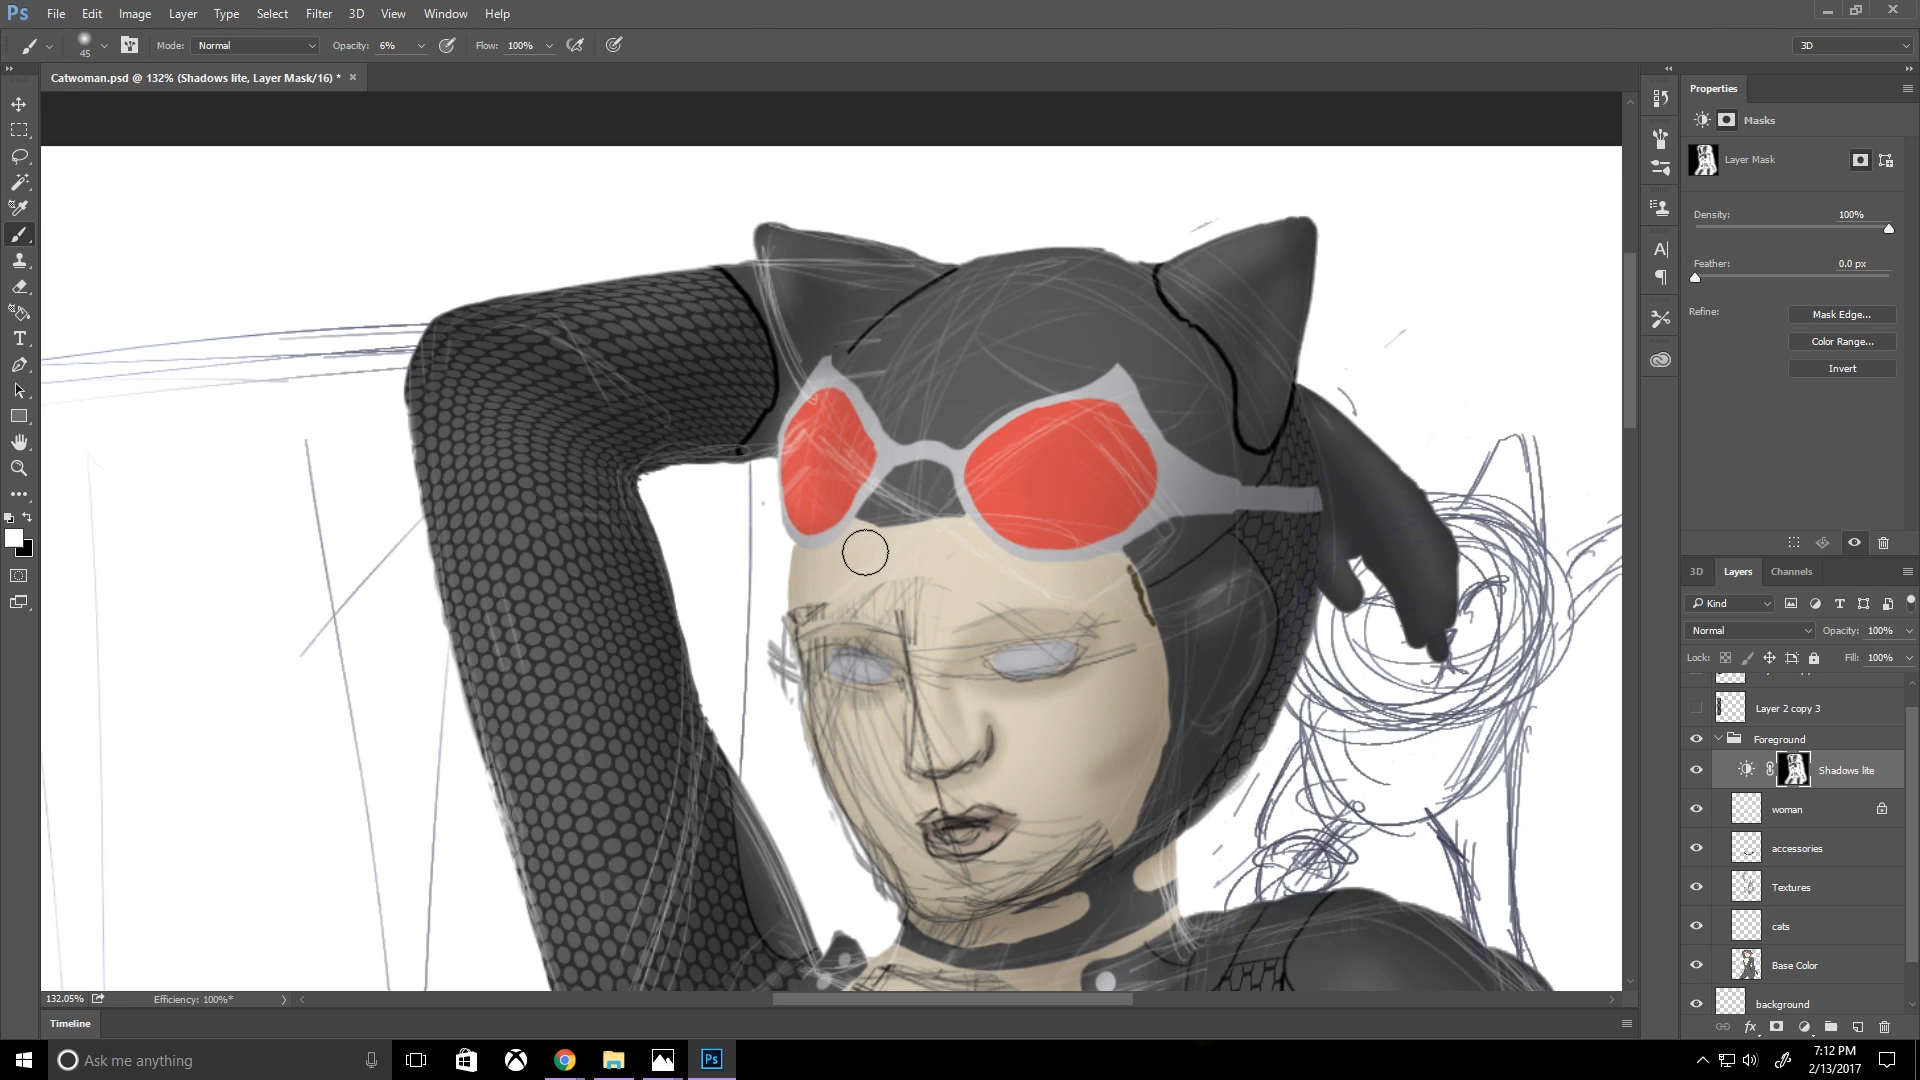 Ps File Edit Image Layer Type Select Filter 3D View Window Help
45 Mode: Normal Opacity: 6% Flow: 100% 3D
Catwoman.psd @ 132% (Shadows lite, Layer Mask/16) * ×
Properties
Masks
Layer Mask
Density: 100%
Feather: 0.0 px
Refine: Mask Edge...
Color Range...
Invert
3D Layers Channels
Kind
Normal Opacity: 100%
Lock: Fill: 100%
Layer 2 copy 3
Foreground
Shadows lite
woman
accessories
Textures
cats
Base Color
background
fx
132.05% Efficiency: 100%*
Timeline
Ask me anything
Ps
7:12 PM
2/13/2017